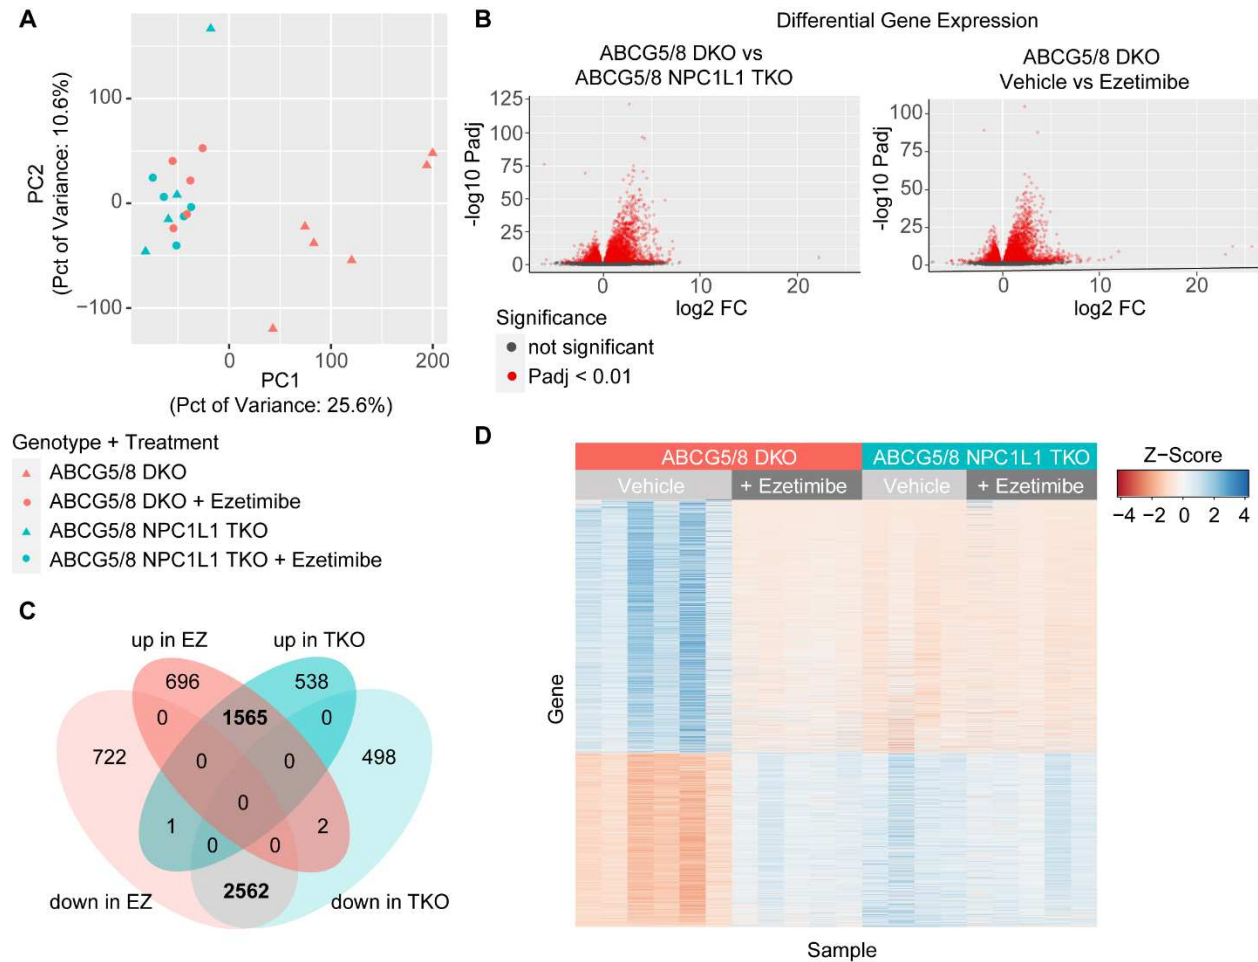 A
PC2
(Pct of Variance: 10.6%)
100
0
−100
0 100 200
PC1
(Pct of Variance: 25.6%)
Genotype + Treatment
ABCG5/8 DKO
ABCG5/8 DKO + Ezetimibe
ABCG5/8 NPC1L1 TKO
ABCG5/8 NPC1L1 TKO + Ezetimibe
B
Differential Gene Expression
ABCG5/8 DKO vs
ABCG5/8 NPC1L1 TKO
-log10 Padj
125
100
75
50
25
0
0 10 20
log2 FC
ABCG5/8 DKO
Vehicle vs Ezetimibe
-log10 Padj
100
75
50
25
0
0 10 20
log2 FC
Significance
not significant
Padj < 0.01
C
up in EZ up in TKO
696 538
0 1565 0
722 0 0 498
0
1 0 0 2
down in EZ 2562 down in TKO
D
ABCG5/8 DKO ABCG5/8 NPC1L1 TKO
Vehicle + Ezetimibe Vehicle + Ezetimibe
Gene
Sample
Z−Score
−4 −2 0 2 4